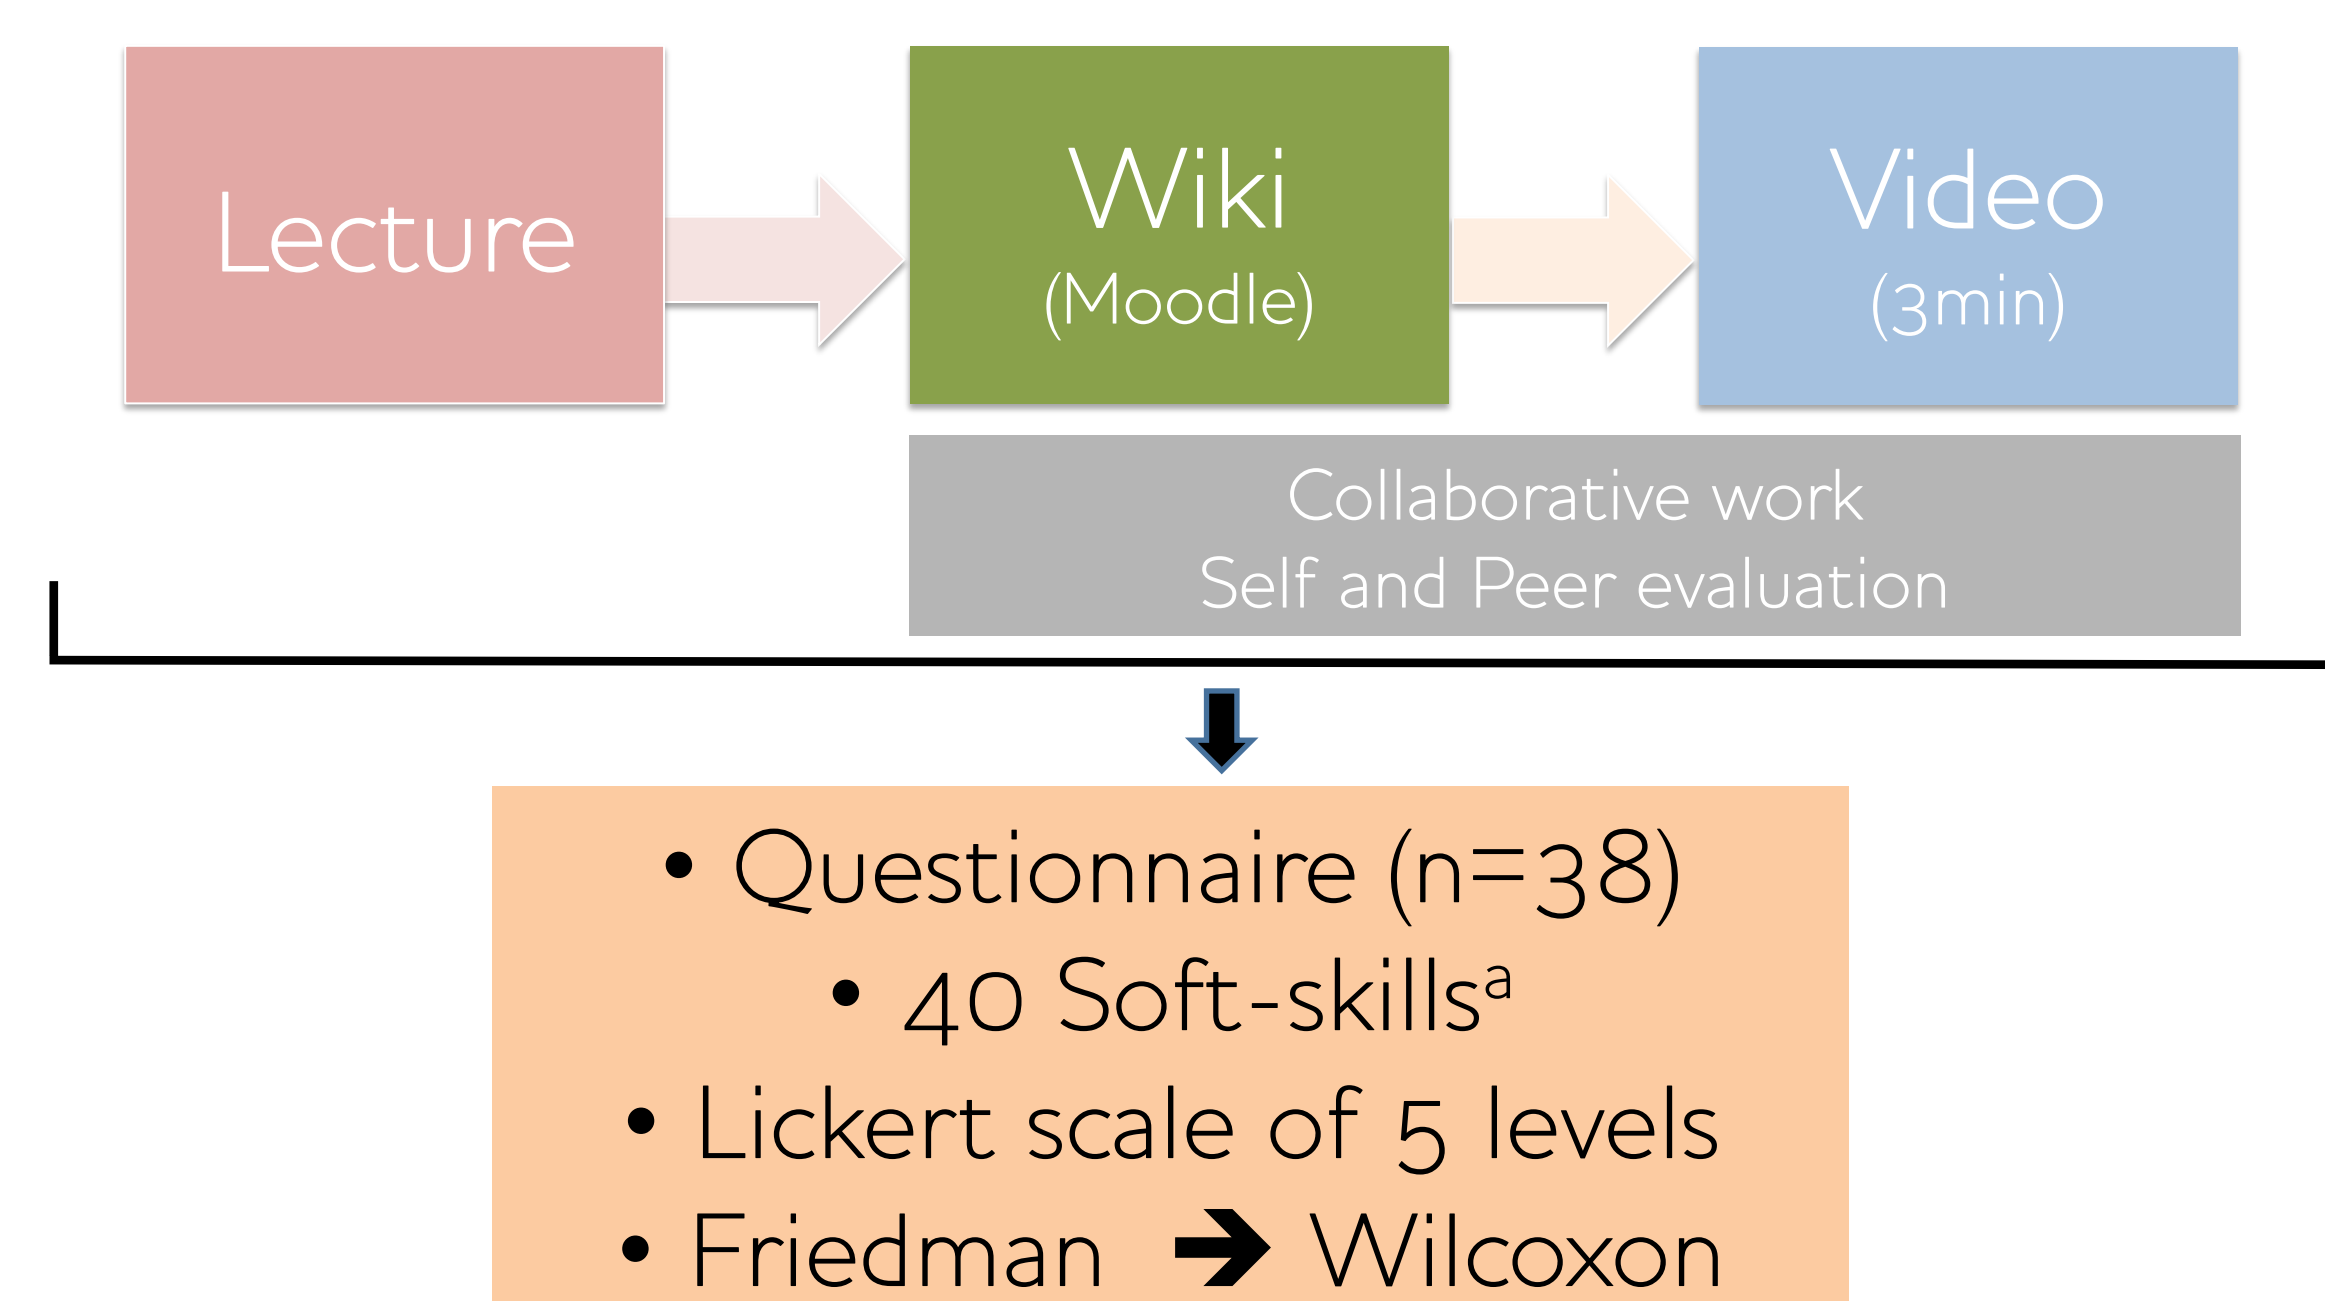 Lecture
Wiki
(Moodle)
Video
(3min)
Collaborative work
Self and Peer evaluation
• Questionnaire (n=38)
• 40 Soft-skillsᵃ
• Lickert scale of 5 levels
• Friedman ➔ Wilcoxon